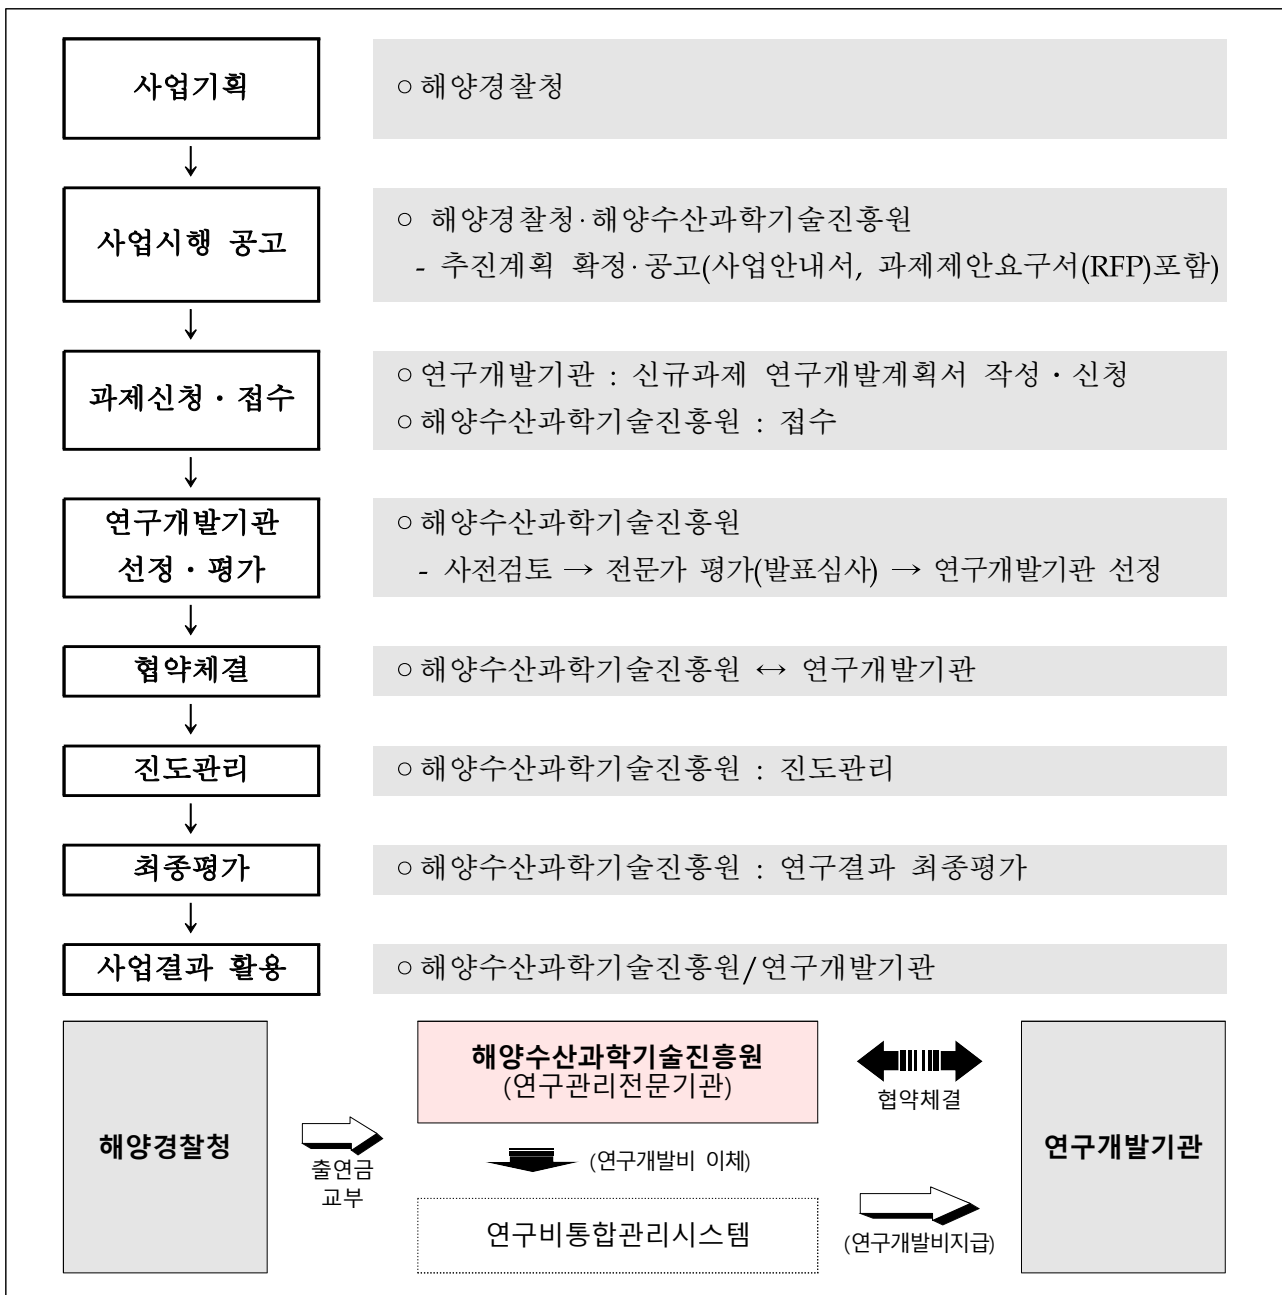 사업기획
○ 해양경찰청
↓
사업시행 공고
○ 해양경찰청·해양수산과학기술진흥원
- 추진계획 확정·공고(사업안내서, 과제제안요구서(RFP)포함)
↓
과제신청·접수
○ 연구개발기관 : 신규과제 연구개발계획서 작성·신청
○ 해양수산과학기술진흥원 : 접수
↓
연구개발기관
선정·평가
○ 해양수산과학기술진흥원
- 사전검토 → 전문가 평가(발표심사) → 연구개발기관 선정
↓
협약체결
○ 해양수산과학기술진흥원 ↔ 연구개발기관
↓
진도관리
○ 해양수산과학기술진흥원 : 진도관리
↓
최종평가
○ 해양수산과학기술진흥원 : 연구결과 최종평가
↓
사업결과 활용
○ 해양수산과학기술진흥원/연구개발기관
해양경찰청
출연금
교부
해양수산과학기술진흥원
(연구관리전문기관)
(연구개발비 이체)
연구비통합관리시스템
협약체결
(연구개발비지급)
연구개발기관